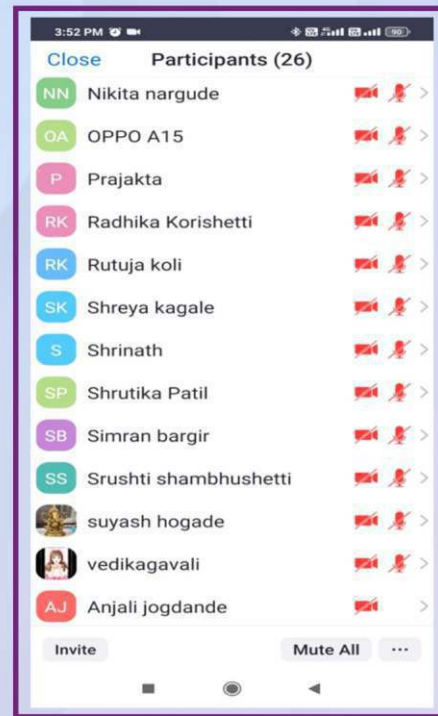 3:52 PM 90
Close Participants (26)
NN Nikita nargude
OA OPPO A15
P Prajakta
RK Radhika Korishetti
RK Rutuja koli
SK Shreya kagale
S Shrinath
SP Shrutika Patil
SB Simran bargir
SS Srushti shambhushetti
suyash hogade
vedikagavali
AJ Anjali jogdande
Invite Mute All ...